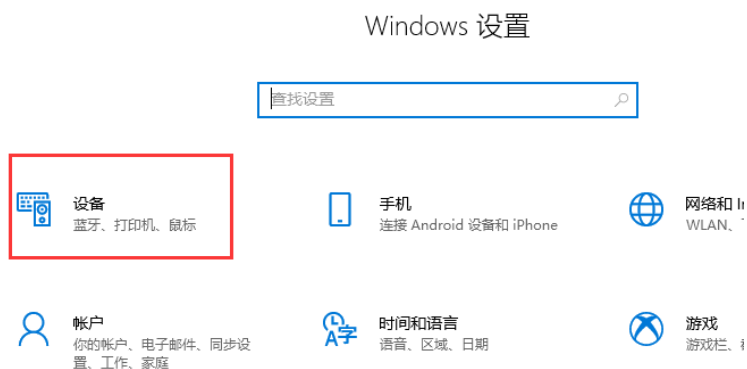 Windows 设置
查找设置
设备
蓝牙、打印机、鼠标
手机
连接 Android 设备和 iPhone
网络和 I
WLAN、
帐户
你的帐户、电子邮件、同步设
置、工作、家庭
时间和语言
语音、区域、日期
游戏
游戏栏、